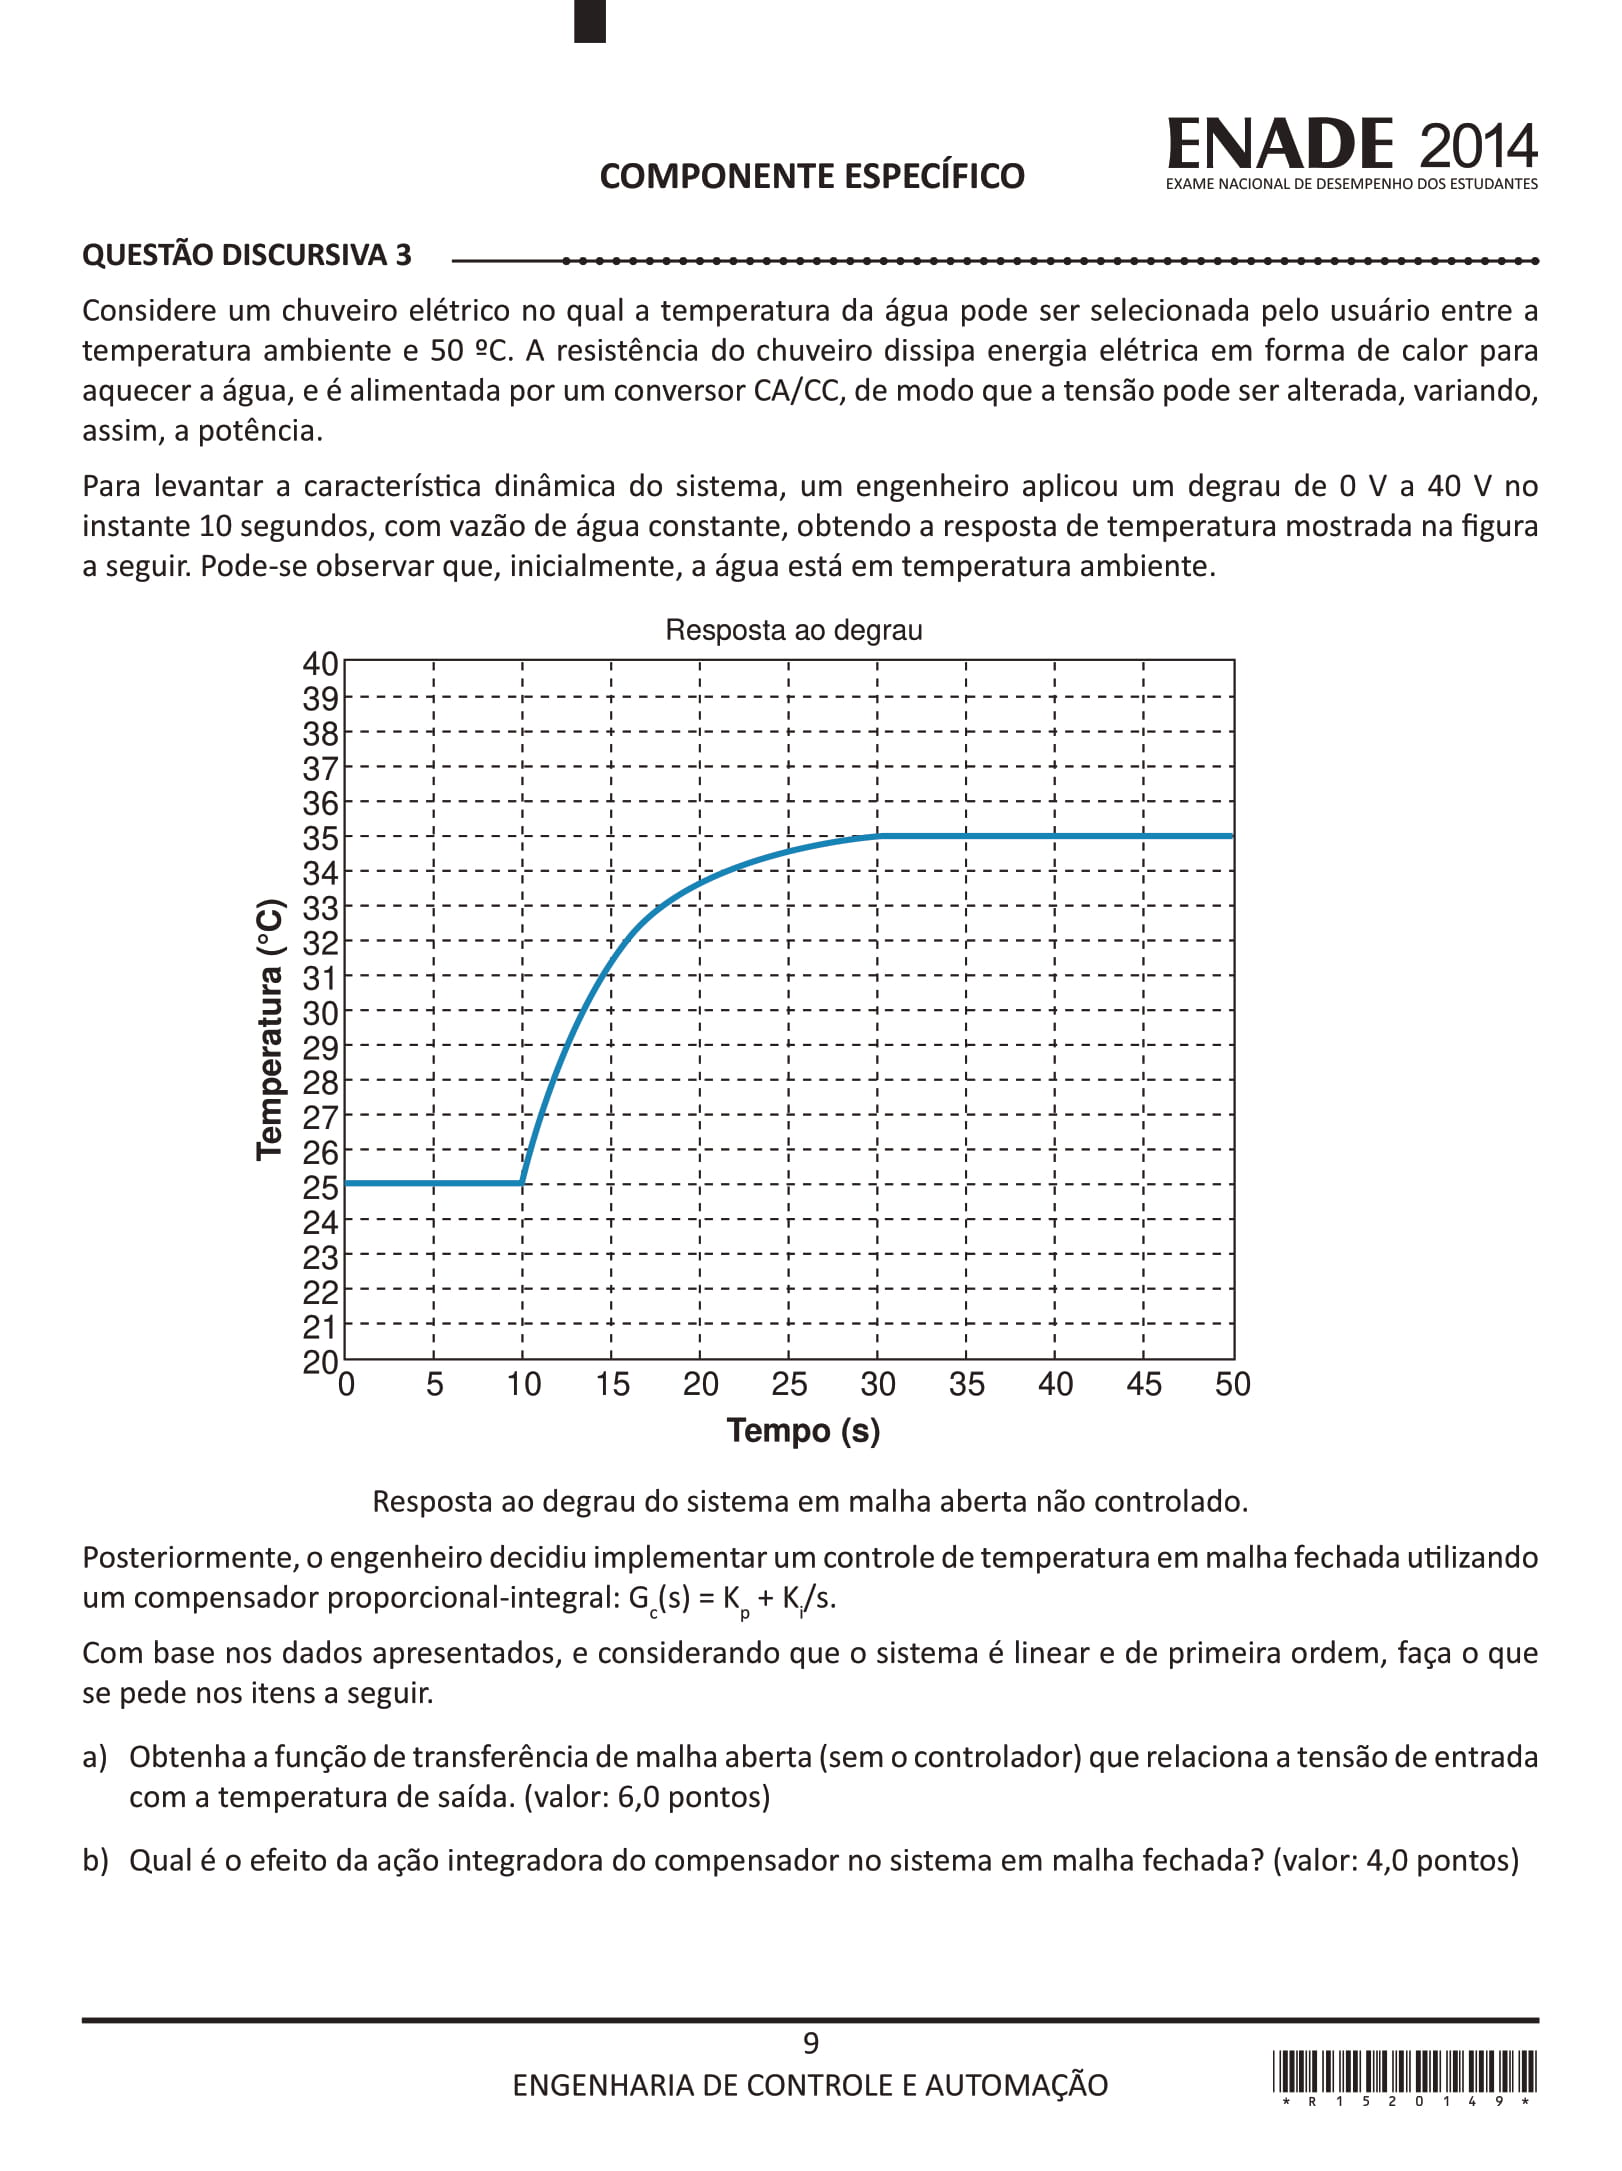 ENADE 2014
EXAME NACIONAL DE DESEMPENHO DOS ESTUDANTES
COMPONENTE ESPECÍFICO
QUESTÃO DISCURSIVA 3
Considere um chuveiro elétrico no qual a temperatura da água pode ser selecionada pelo usuário entre a
temperatura ambiente e 50 ºC. A resistência do chuveiro dissipa energia elétrica em forma de calor para
aquecer a água, e é alimentada por um conversor CA/CC, de modo que a tensão pode ser alterada, variando,
assim, a potência.
Para levantar a característica dinâmica do sistema, um engenheiro aplicou um degrau de 0 V a 40 V no
instante 10 segundos, com vazão de água constante, obtendo a resposta de temperatura mostrada na figura
a seguir. Pode-se observar que, inicialmente, a água está em temperatura ambiente.
Resposta ao degrau
40
39
38
37
36
35
34
33
32
31
30
29
28
27
26
25
24
23
22
21
20
Temperatura (°C)
0 5 10 15 20 25 30 35 40 45 50
Tempo (s)
Resposta ao degrau do sistema em malha aberta não controlado.
Posteriormente, o engenheiro decidiu implementar um controle de temperatura em malha fechada utilizando
um compensador proporcional-integral: Gc(s) = Kp + Ki/s.
Com base nos dados apresentados, e considerando que o sistema é linear e de primeira ordem, faça o que
se pede nos itens a seguir.
a) Obtenha a função de transferência de malha aberta (sem o controlador) que relaciona a tensão de entrada
com a temperatura de saída. (valor: 6,0 pontos)
b) Qual é o efeito da ação integradora do compensador no sistema em malha fechada? (valor: 4,0 pontos)
9
ENGENHARIA DE CONTROLE E AUTOMAÇÃO
* R 1 5 2 0 1 4 9 *